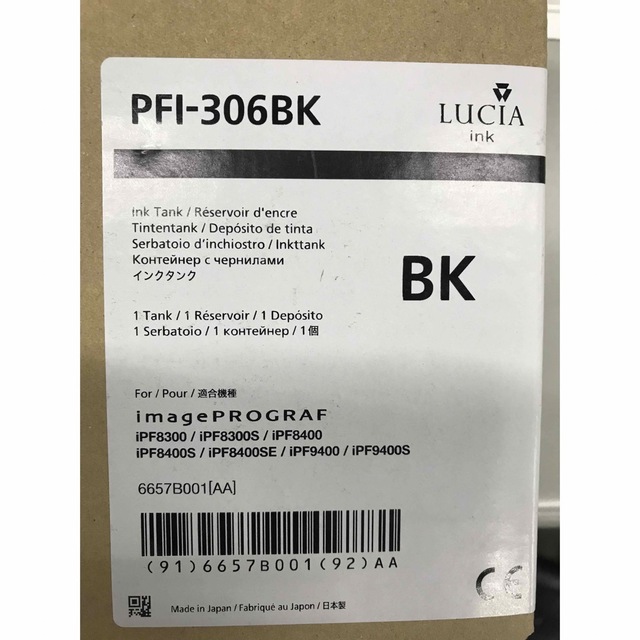 PFI-306BK
LUCIA
ink
Ink Tank / Réservoir d'encre
Tintentank / Depósito de tinta
Serbatoio d'inchiostro / Inkttank
Контейнер с чернилами
インクタンク
BK
1 Tank / 1 Réservoir / 1 Depósito
1 Serbatoio / 1 контейнер / 1個
For / Pour / 適合機種
imagePROGRAF
iPF8300 / iPF8300S / iPF8400
iPF8400S / iPF8400SE / iPF9400 / iPF9400S
6657B001[AA]
(91)6657B001(92)AA
CE
Made in Japan / Fabriqué au Japon / 日本製